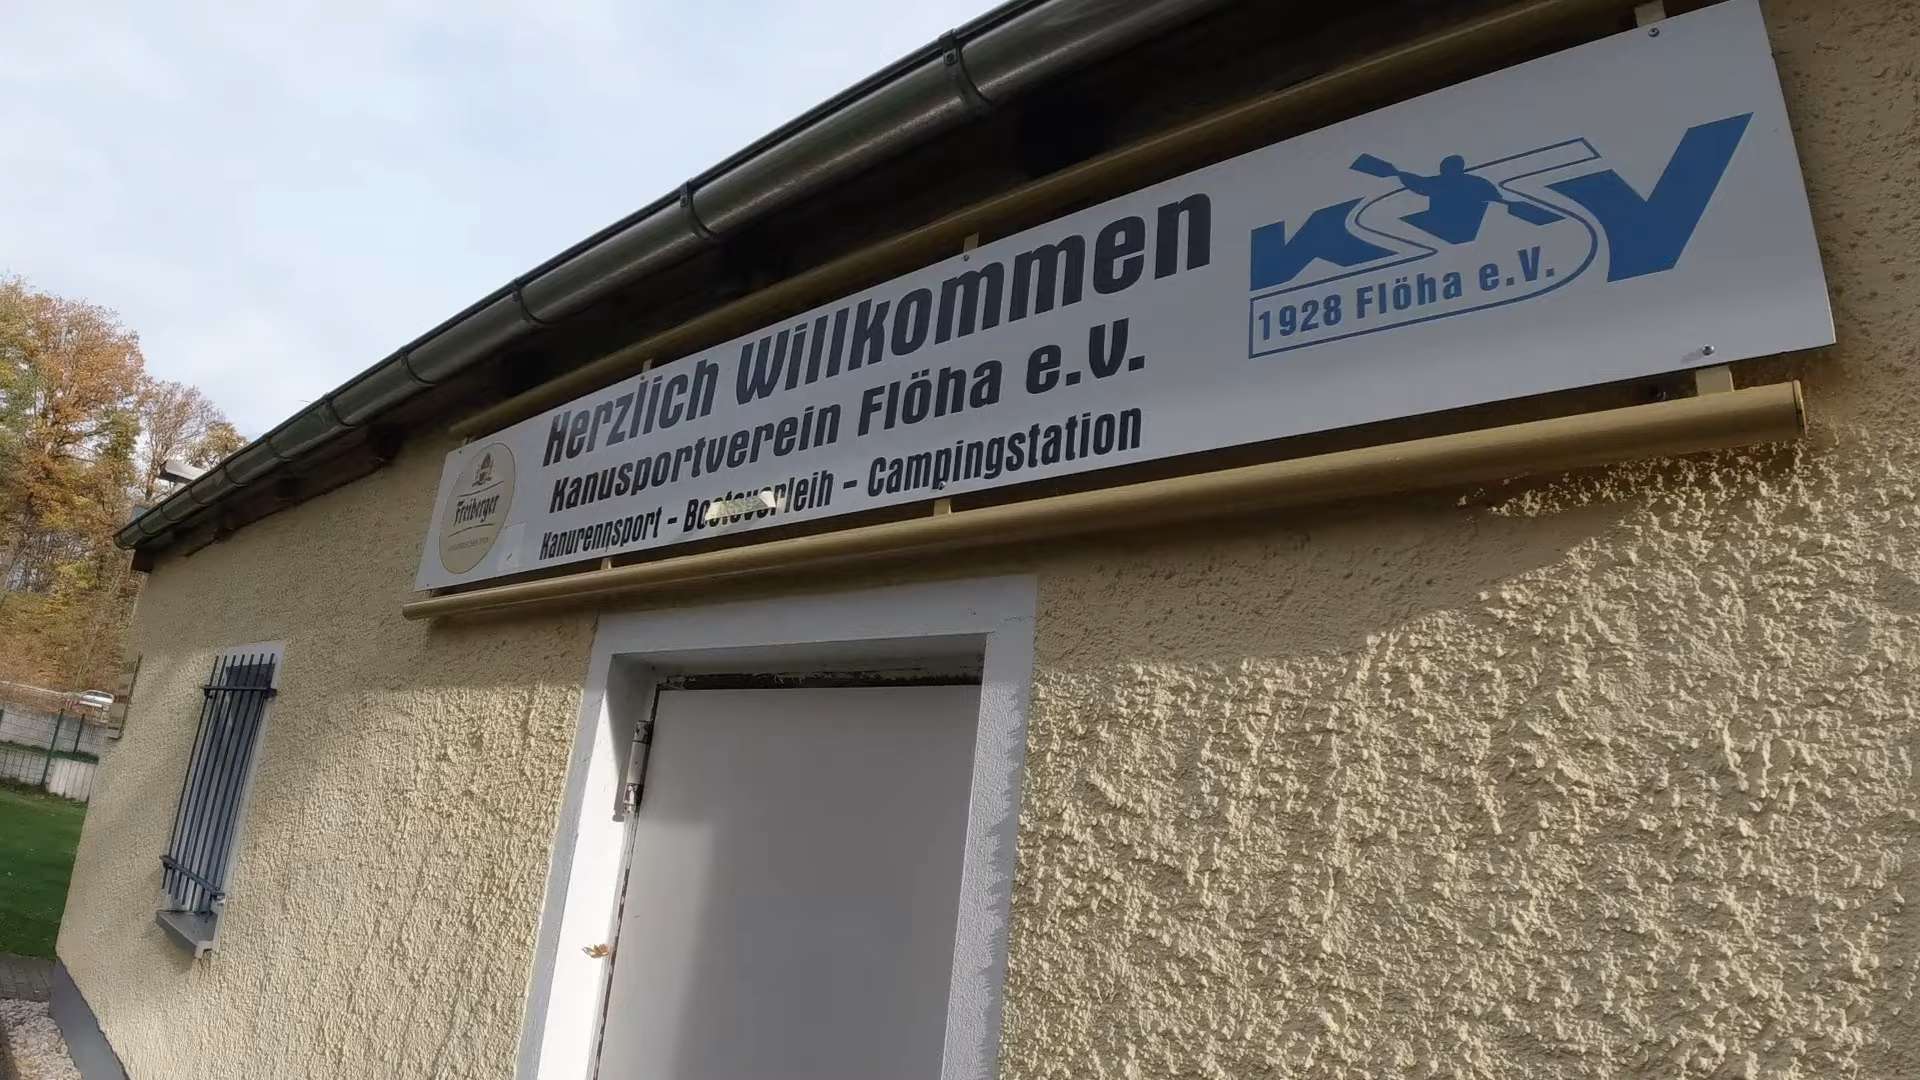 Herzlich Willkommen
Kanusportverein Flöha e.V.
Kanurennsport - Bootsverleih - Campingstation
Freiberger
KSV
1928 Flöha e.V.